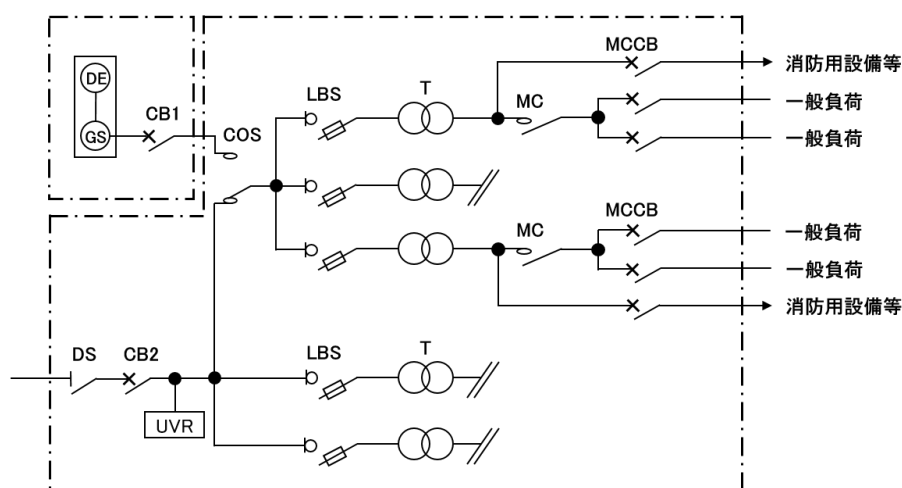 MCCB
消防用設備等
DE
LBS
T
MC
一般負荷
CB1
COS
GS
一般負荷
MC
MCCB
一般負荷
一般負荷
消防用設備等
DS
CB2
LBS
T
UVR